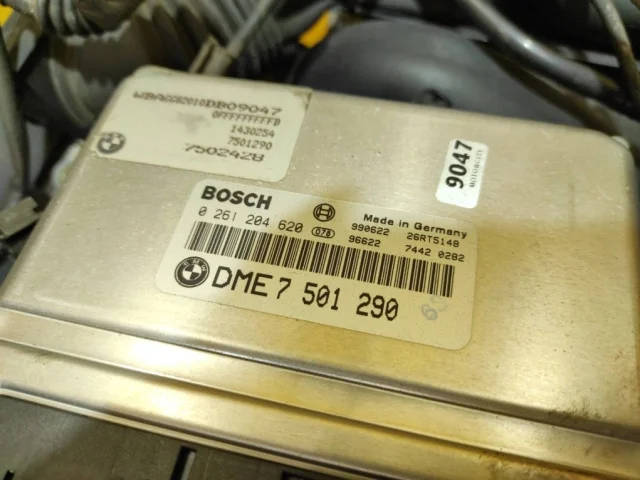 WBAGG82010DB09047
0FFFFFFFFFB
1430254
7501290
7502428
9047
BOSCH
Made in Germany
0 261 204 620
078
990622 26RT5148
96622 7442 0282
DME 7 501 290